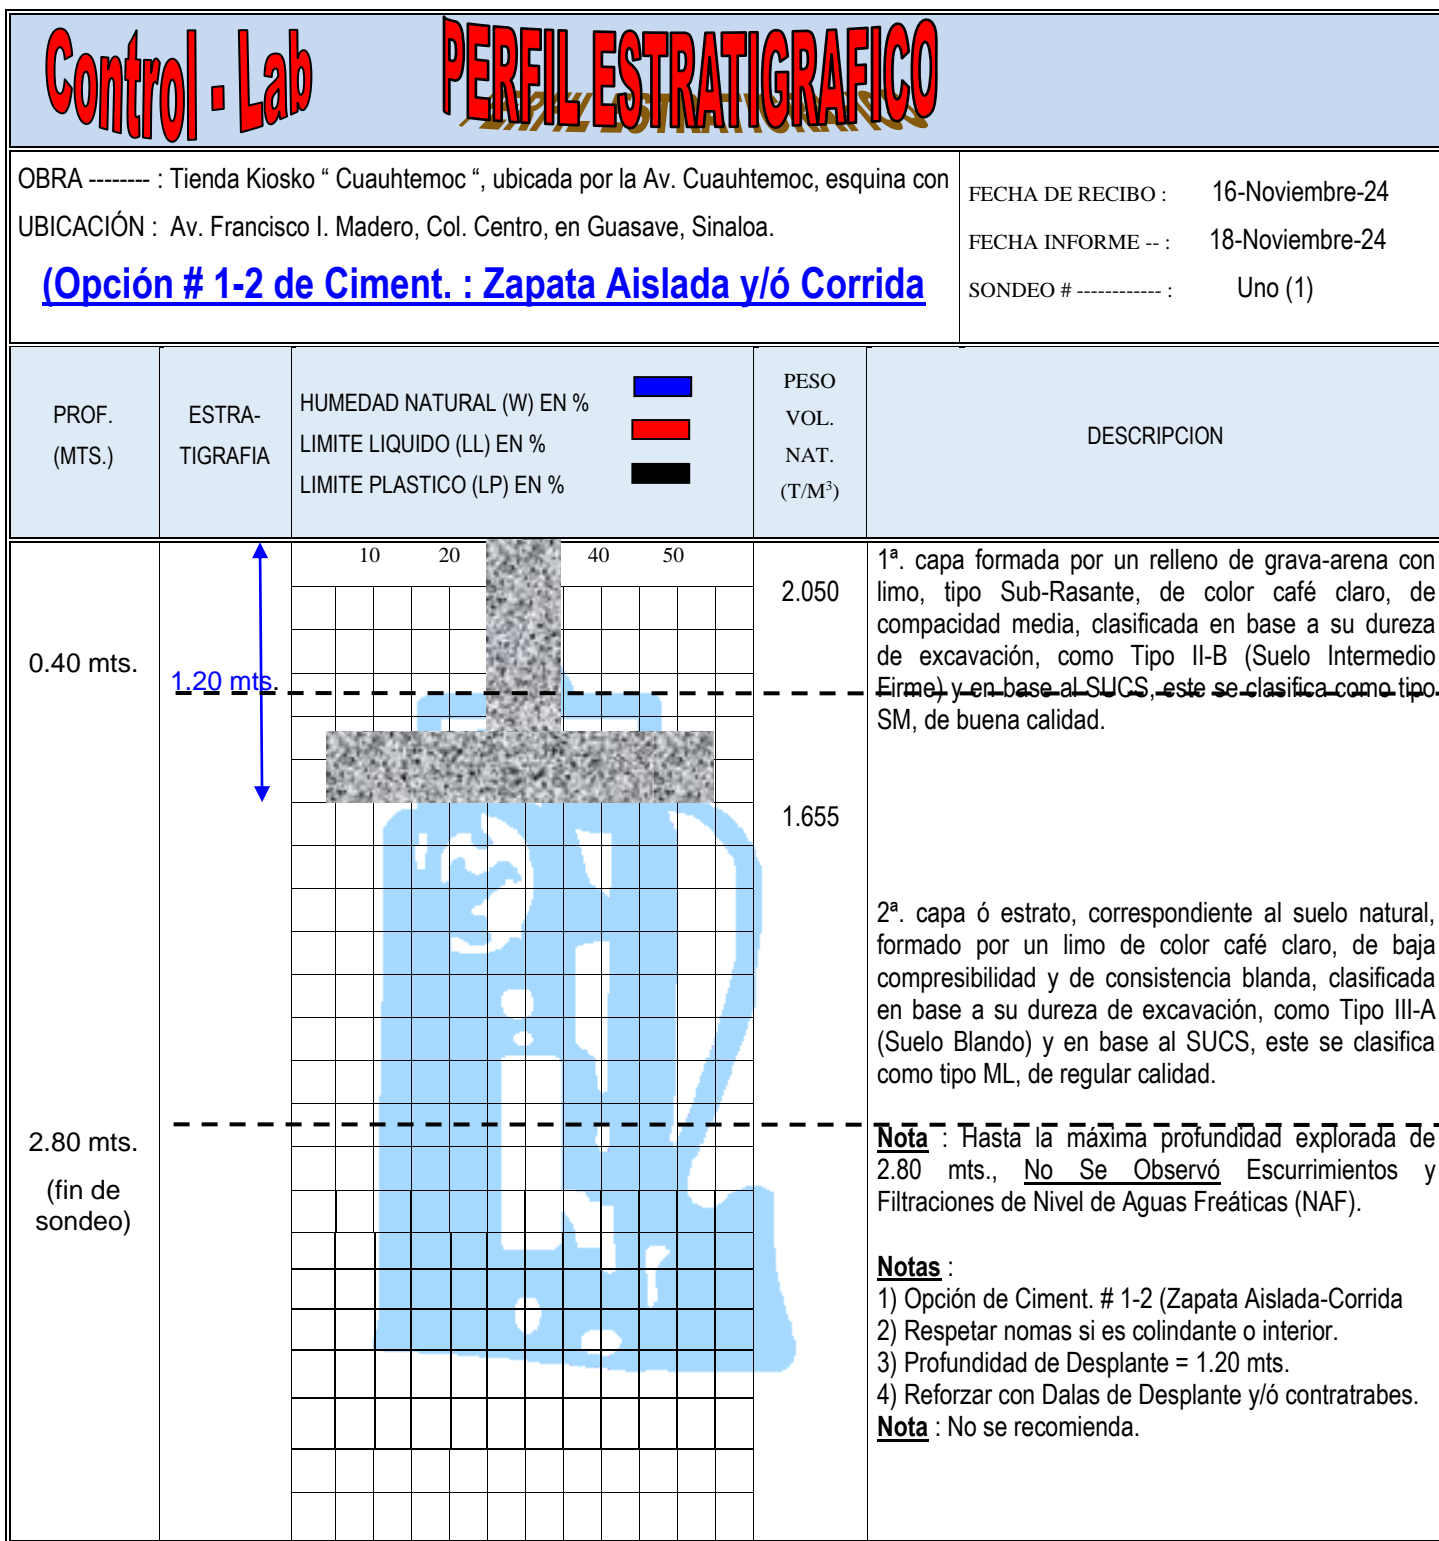 Control - Lab
PERFIL ESTRATIGRAFICO
OBRA -------- : Tienda Kiosko “ Cuauhtemoc “, ubicada por la Av. Cuauhtemoc, esquina con
UBICACIÓN : Av. Francisco I. Madero, Col. Centro, en Guasave, Sinaloa.
(Opción # 1-2 de Ciment. : Zapata Aislada y/ó Corrida
FECHA DE RECIBO : 16-Noviembre-24
FECHA INFORME -- : 18-Noviembre-24
SONDEO # ------------ : Uno (1)
PROF.
(MTS.)
ESTRA-
TIGRAFIA
HUMEDAD NATURAL (W) EN %
LIMITE LIQUIDO (LL) EN %
LIMITE PLASTICO (LP) EN %
PESO
VOL.
NAT.
(T/M³)
DESCRIPCION
10 20 40 50
0.40 mts.
1.20 mts.
2.050
1.655
1ª. capa formada por un relleno de grava-arena con
limo, tipo Sub-Rasante, de color café claro, de
compacidad media, clasificada en base a su dureza
de excavación, como Tipo II-B (Suelo Intermedio
Firme) y en base al SUCS, este se clasifica como tipo
SM, de buena calidad.
2ª. capa ó estrato, correspondiente al suelo natural,
formado por un limo de color café claro, de baja
compresibilidad y de consistencia blanda, clasificada
en base a su dureza de excavación, como Tipo III-A
(Suelo Blando) y en base al SUCS, este se clasifica
como tipo ML, de regular calidad.
2.80 mts.
(fin de
sondeo)
Nota : Hasta la máxima profundidad explorada de
2.80 mts., No Se Observó Escurrimientos y
Filtraciones de Nivel de Aguas Freáticas (NAF).
Notas :
1) Opción de Ciment. # 1-2 (Zapata Aislada-Corrida
2) Respetar nomas si es colindante o interior.
3) Profundidad de Desplante = 1.20 mts.
4) Reforzar con Dalas de Desplante y/ó contratrabes.
Nota : No se recomienda.